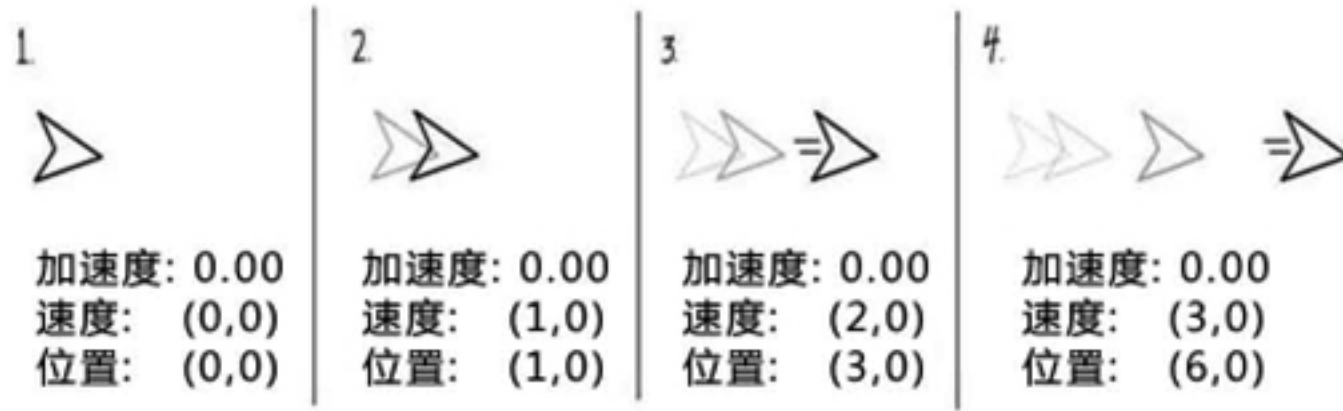 1.
加速度: 0.00
速度: (0,0)
位置: (0,0)
2.
加速度: 0.00
速度: (1,0)
位置: (1,0)
3.
加速度: 0.00
速度: (2,0)
位置: (3,0)
4.
加速度: 0.00
速度: (3,0)
位置: (6,0)